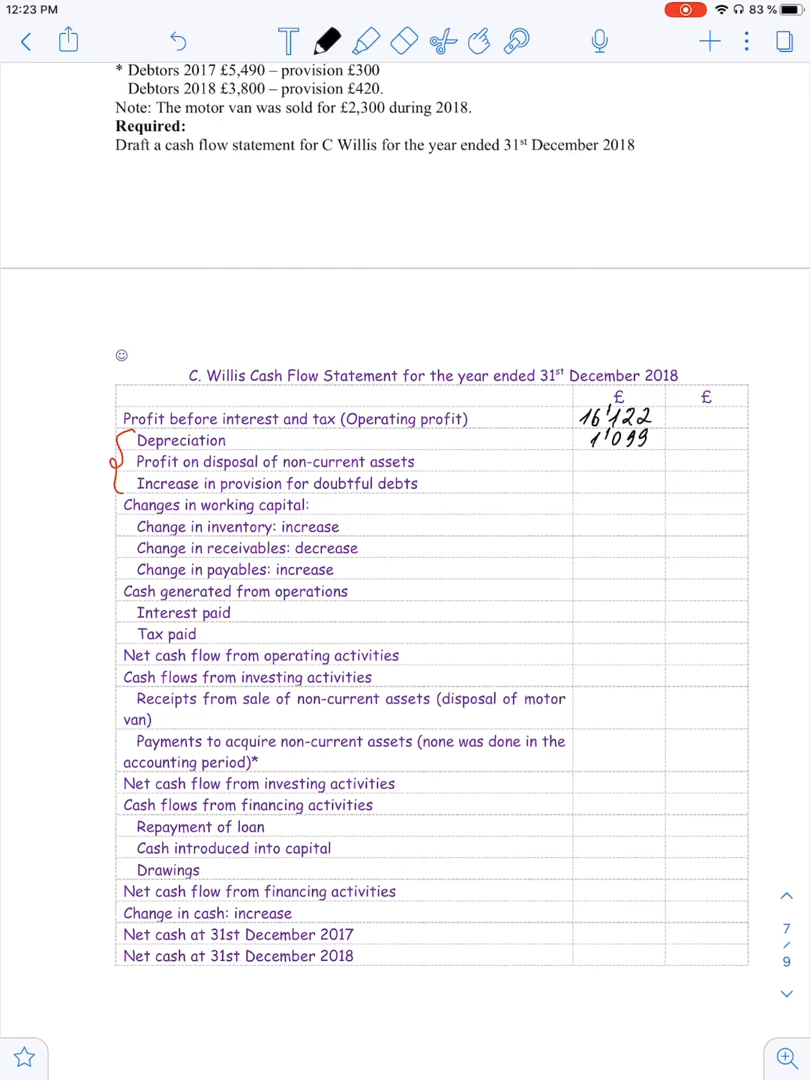 12:23 PM
83 %
T
* Debtors 2017 £5,490 – provision £300
Debtors 2018 £3,800 – provision £420.
Note: The motor van was sold for £2,300 during 2018.
Required:
Draft a cash flow statement for C Willis for the year ended 31st December 2018
C. Willis Cash Flow Statement for the year ended 31st December 2018
£ £
Profit before interest and tax (Operating profit) 16'122
Depreciation 1'099
Profit on disposal of non-current assets
Increase in provision for doubtful debts
Changes in working capital:
Change in inventory: increase
Change in receivables: decrease
Change in payables: increase
Cash generated from operations
Interest paid
Tax paid
Net cash flow from operating activities
Cash flows from investing activities
Receipts from sale of non-current assets (disposal of motor
van)
Payments to acquire non-current assets (none was done in the
accounting period)*
Net cash flow from investing activities
Cash flows from financing activities
Repayment of loan
Cash introduced into capital
Drawings
Net cash flow from financing activities
Change in cash: increase
Net cash at 31st December 2017
Net cash at 31st December 2018
7
/
9